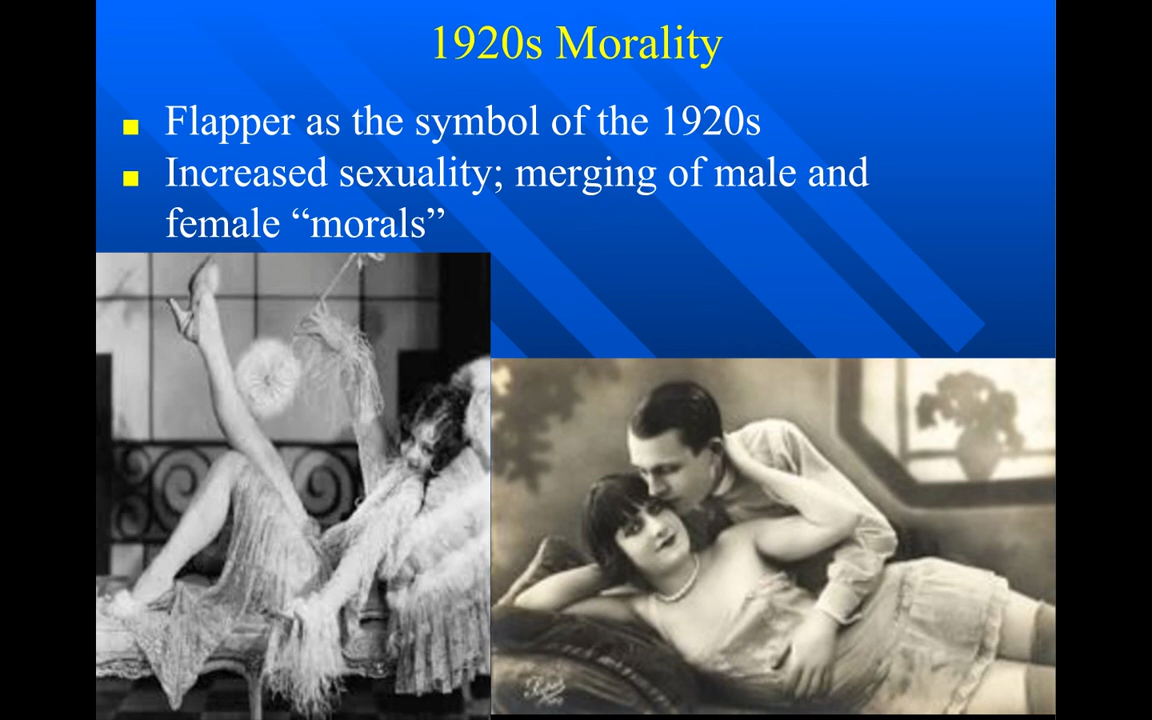 1920s Morality
Flapper as the symbol of the 1920s
Increased sexuality; merging of male and
female “morals”